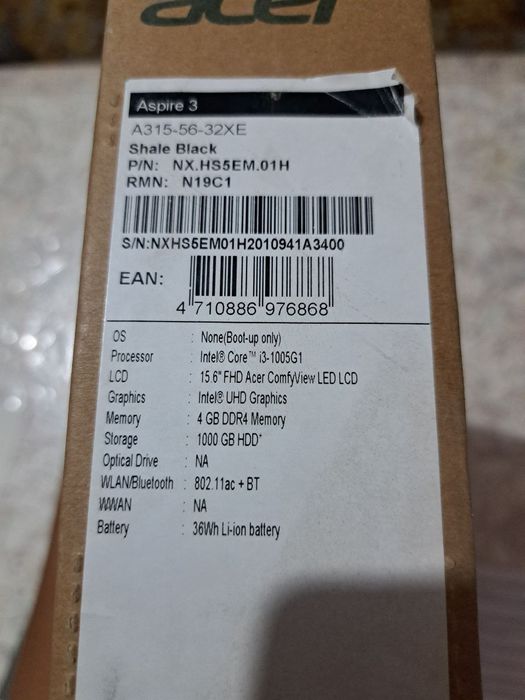 acer
Aspire 3
A315-56-32XE
Shale Black
P/N: NX.HS5EM.01H
RMN: N19C1
S/N:NXHS5EM01H2010941A3400
EAN:
4 710886 976868
OS : None(Boot-up only)
Processor : Intel® Core™ i3-1005G1
LCD : 15.6" FHD Acer ComfyView LED LCD
Graphics : Intel® UHD Graphics
Memory : 4 GB DDR4 Memory
Storage : 1000 GB HDD*
Optical Drive : NA
WLAN/Bluetooth : 802.11ac + BT
WWAN : NA
Battery : 36Wh Li-ion battery